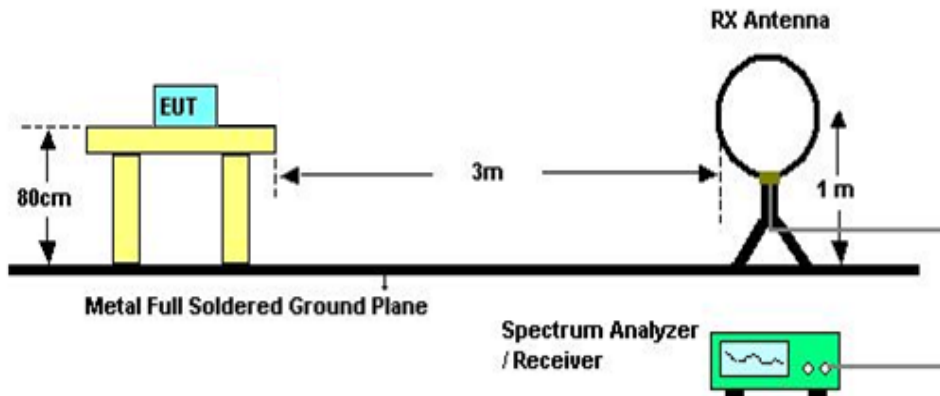 RX Antenna
EUT
3m
80cm
1 m
Metal Full Soldered Ground Plane
Spectrum Analyzer
/ Receiver